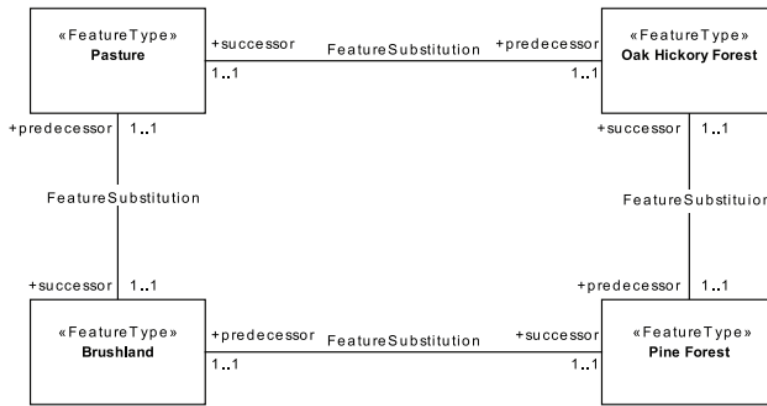 «FeatureType»
Pasture
+successor
FeatureSubstitution
+predecessor
1..1
1..1
«FeatureType»
Oak Hickory Forest
+predecessor
1..1
+successor
1..1
FeatureSubstitution
FeatureSubstituion
+successor
1..1
+predecessor
1..1
«FeatureType»
Brushland
+predecessor
FeatureSubstitution
+successor
1..1
1..1
«FeatureType»
Pine Forest